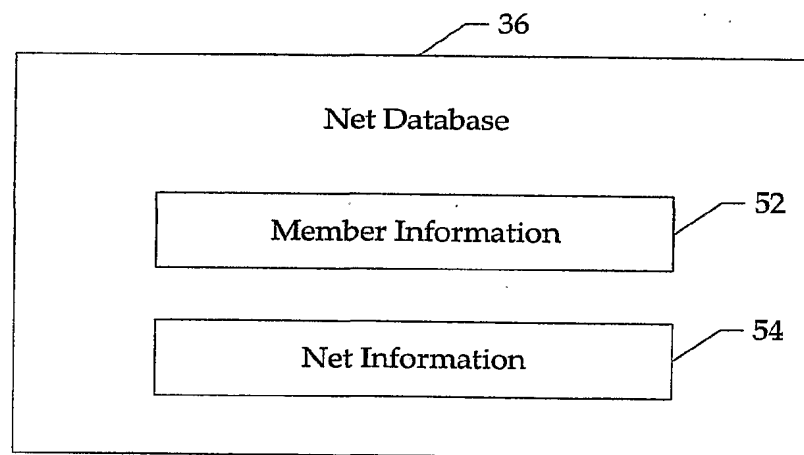 36
Net Database
Member Information
52
Net Information
54